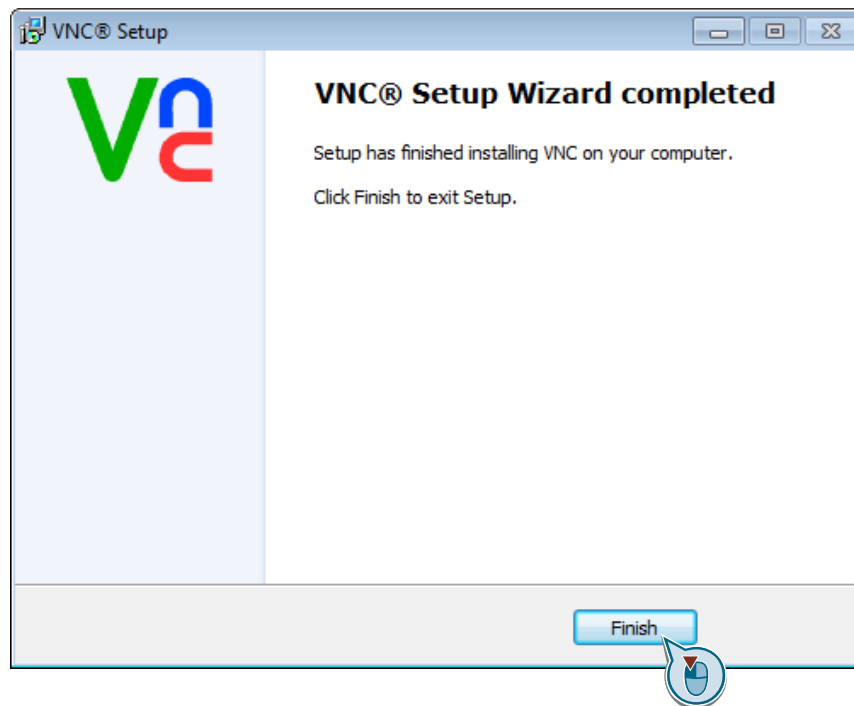 VNC® Setup
Vnc
VNC® Setup Wizard completed
Setup has finished installing VNC on your computer.
Click Finish to exit Setup.
Finish